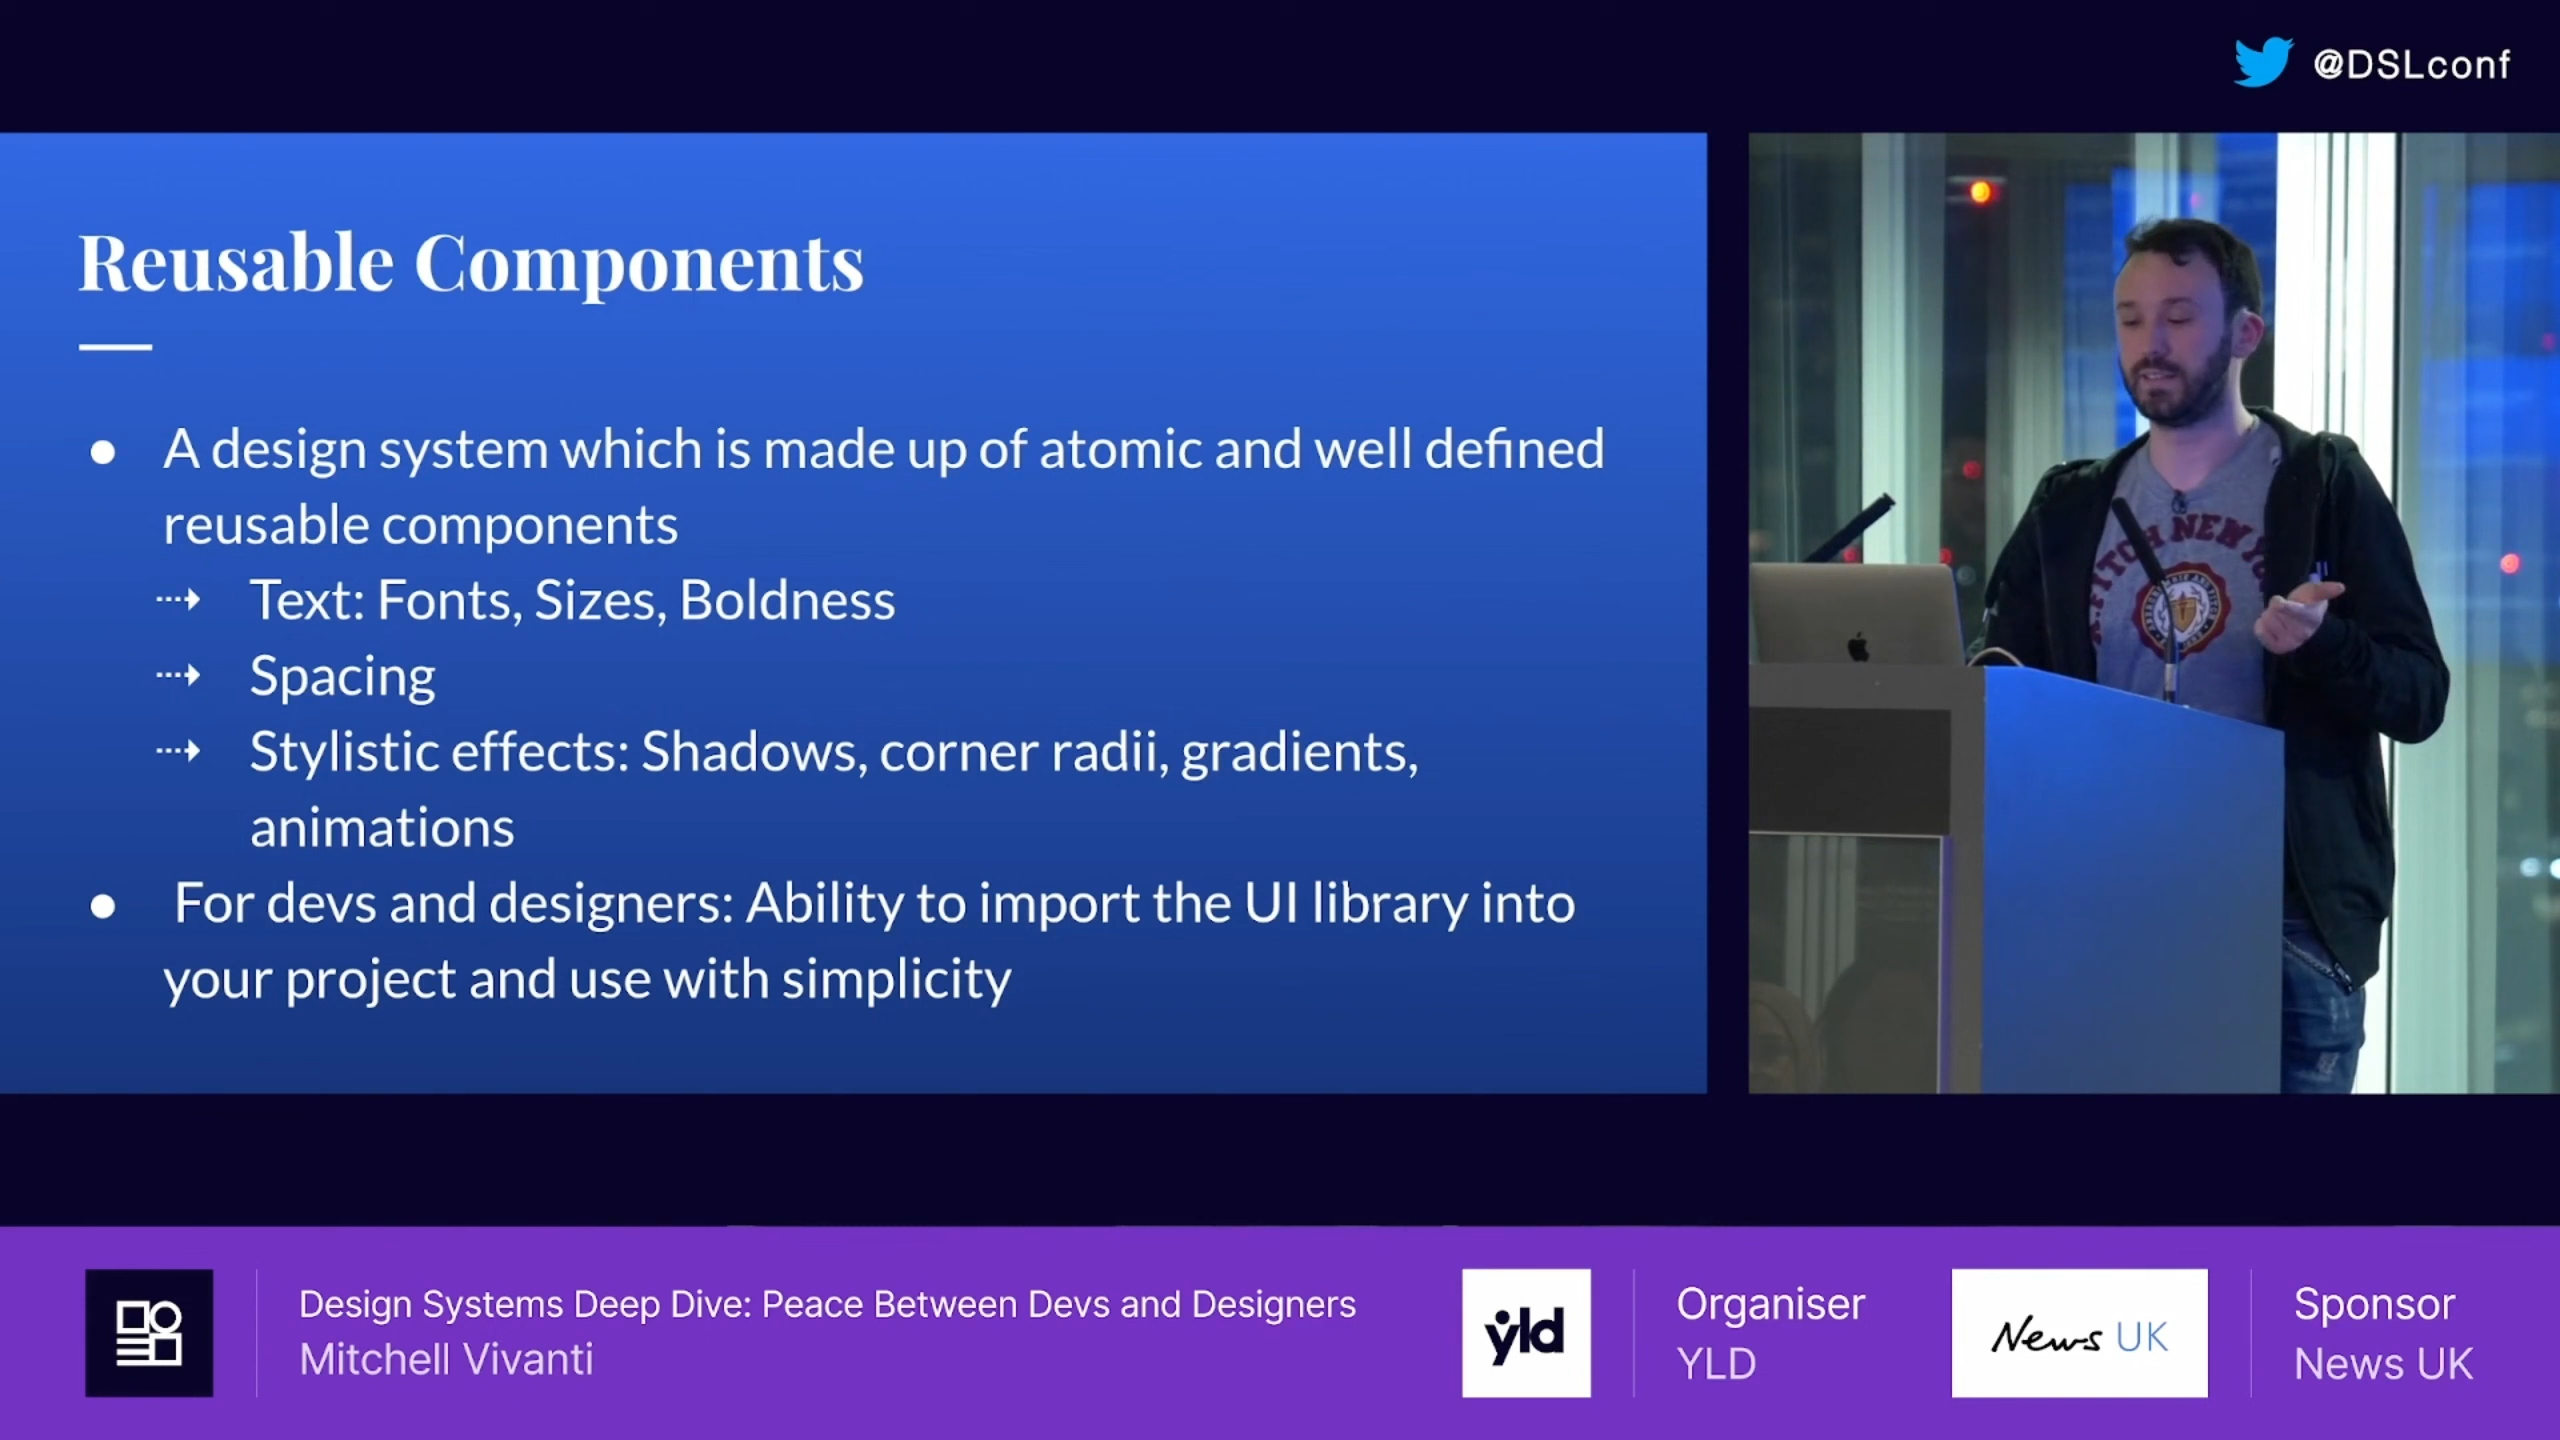 @DSLconf
Reusable Components
● A design system which is made up of atomic and well defined
reusable components
Text: Fonts, Sizes, Boldness
Spacing
Stylistic effects: Shadows, corner radii, gradients,
animations
● For devs and designers: Ability to import the UI library into
your project and use with simplicity
NEW
Design Systems Deep Dive: Peace Between Devs and Designers
Mitchell Vivanti
yld
Organiser
YLD
News UK
Sponsor
News UK